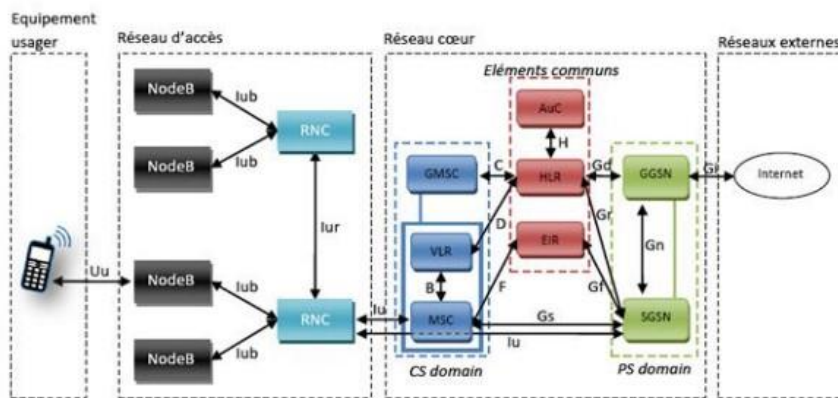 Equipement
usager
Réseau d'accès
Réseau cœur
Réseaux externes
Eléments communs
NodeB
Iub
RNC
Iub
NodeB
Iur
Uu
NodeB
Iub
RNC
Iub
NodeB
AuC
H
GMSC
C
HLR
Gd
GGSN
Gi
Internet
D
Gr
VLR
EIR
Gn
B
F
Gf
Iu
MSC
Gs
SGSN
Iu
CS domain
PS domain